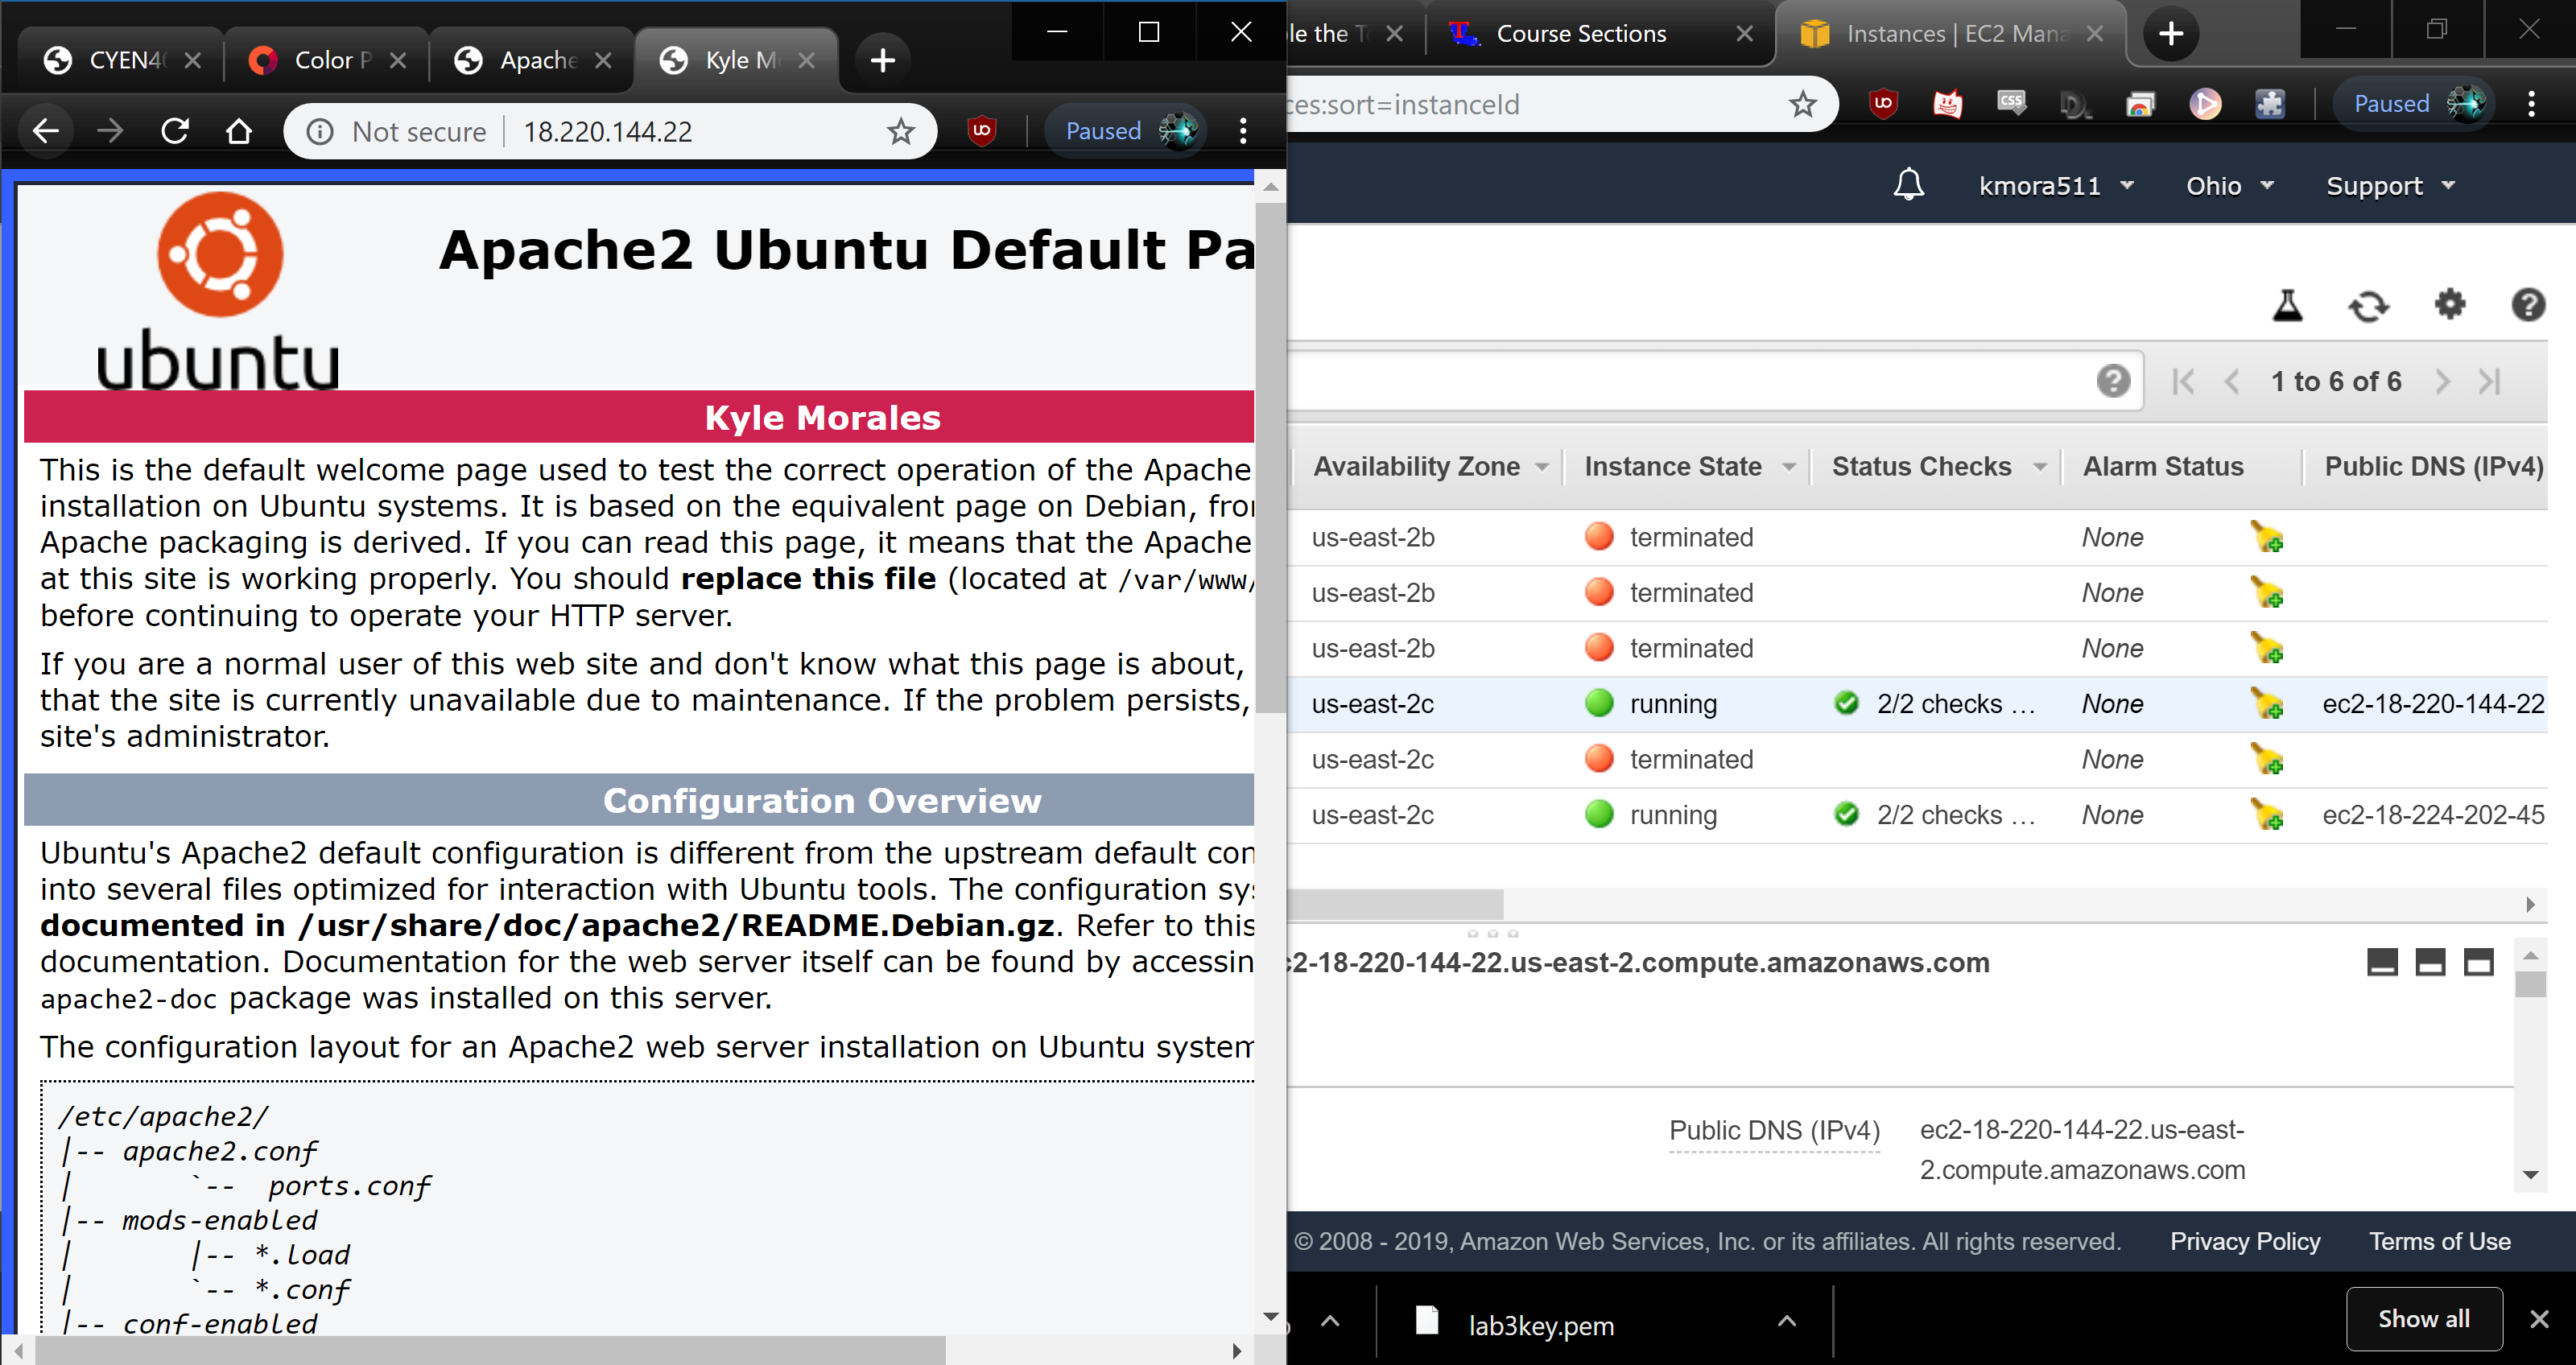 CYEN4
Color P
Apache
Kyle M
Not secure
18.220.144.22
Paused
Apache2 Ubuntu Default Pa
ubuntu
Kyle Morales
This is the default welcome page used to test the correct operation of the Apache
installation on Ubuntu systems. It is based on the equivalent page on Debian, fro
Apache packaging is derived. If you can read this page, it means that the Apache
at this site is working properly. You should replace this file (located at /var/www/
before continuing to operate your HTTP server.
If you are a normal user of this web site and don't know what this page is about,
that the site is currently unavailable due to maintenance. If the problem persists,
site's administrator.
Configuration Overview
Ubuntu's Apache2 default configuration is different from the upstream default con
into several files optimized for interaction with Ubuntu tools. The configuration sys
documented in /usr/share/doc/apache2/README.Debian.gz. Refer to this
documentation. Documentation for the web server itself can be found by accessin
apache2-doc package was installed on this server.
The configuration layout for an Apache2 web server installation on Ubuntu system
/etc/apache2/
|-- apache2.conf
|       `--  ports.conf
|-- mods-enabled
|       |-- *.load
|       `-- *.conf
|-- conf-enabled
le the T
Course Sections
Instances | EC2 Mana
ces:sort=instanceId
Paused
kmora511
Ohio
Support
1 to 6 of 6
Availability Zone Instance State Status Checks Alarm Status Public DNS (IPv4)
us-east-2b terminated None
us-east-2b terminated None
us-east-2b terminated None
us-east-2c running 2/2 checks … None ec2-18-220-144-22
us-east-2c terminated None
us-east-2c running 2/2 checks … None ec2-18-224-202-45
c2-18-220-144-22.us-east-2.compute.amazonaws.com
Public DNS (IPv4) ec2-18-220-144-22.us-east-
2.compute.amazonaws.com
© 2008 - 2019, Amazon Web Services, Inc. or its affiliates. All rights reserved. Privacy Policy Terms of Use
lab3key.pem
Show all